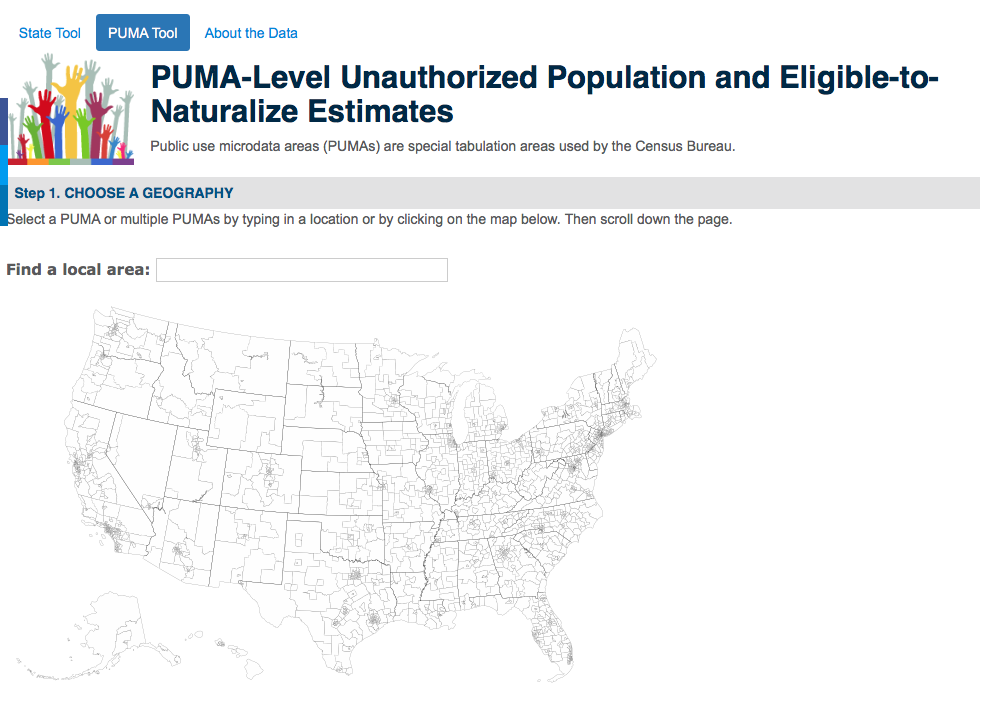 State Tool PUMA Tool About the Data
PUMA-Level Unauthorized Population and Eligible-to-
Naturalize Estimates
Public use microdata areas (PUMAs) are special tabulation areas used by the Census Bureau.
Step 1. CHOOSE A GEOGRAPHY
Select a PUMA or multiple PUMAs by typing in a location or by clicking on the map below. Then scroll down the page.
Find a local area: